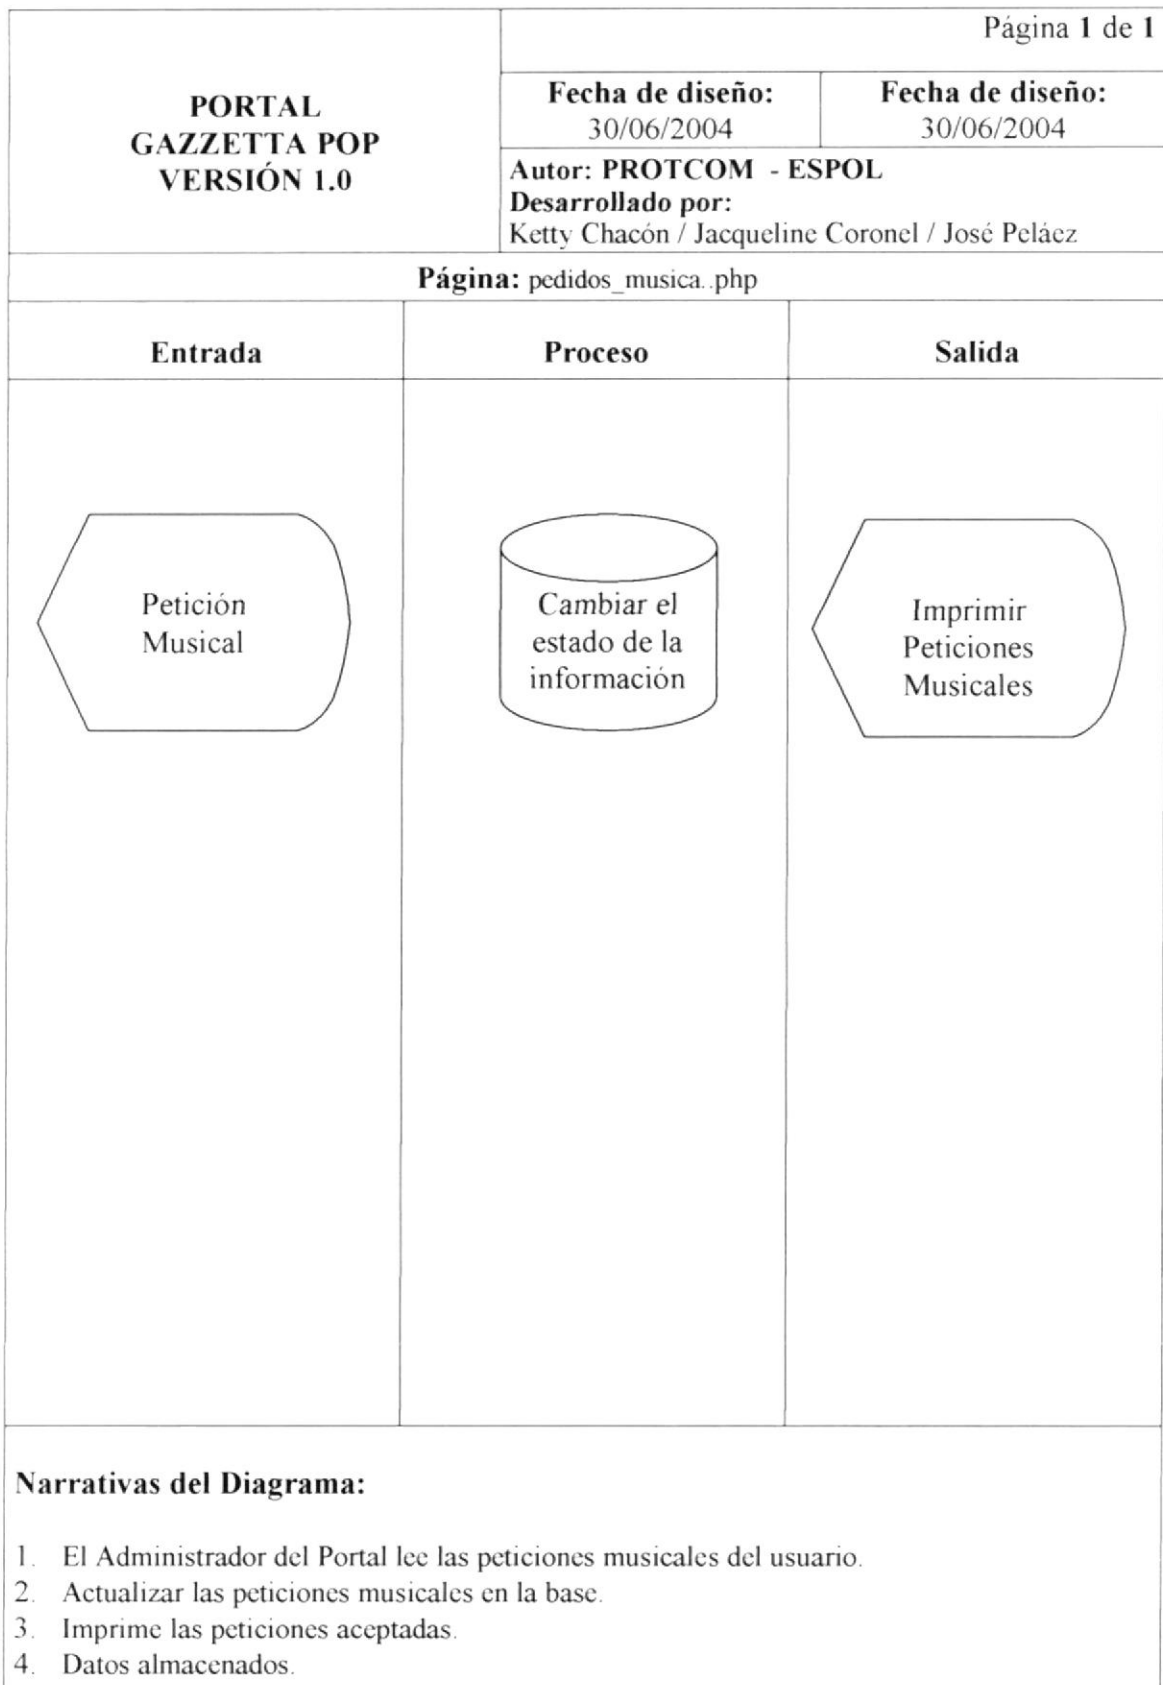 Página 1 de 1
PORTAL
GAZZETTA POP
VERSIÓN 1.0
Fecha de diseño:
30/06/2004
Fecha de diseño:
30/06/2004
Autor: PROTCOM - ESPOL
Desarrollado por:
Ketty Chacón / Jacqueline Coronel / José Peláez
Página: pedidos_musica..php
Entrada
Proceso
Salida
Petición
Musical
Cambiar el
estado de la
información
Imprimir
Peticiones
Musicales
Narrativas del Diagrama:
1. El Administrador del Portal lee las peticiones musicales del usuario.
2. Actualizar las peticiones musicales en la base.
3. Imprime las peticiones aceptadas.
4. Datos almacenados.